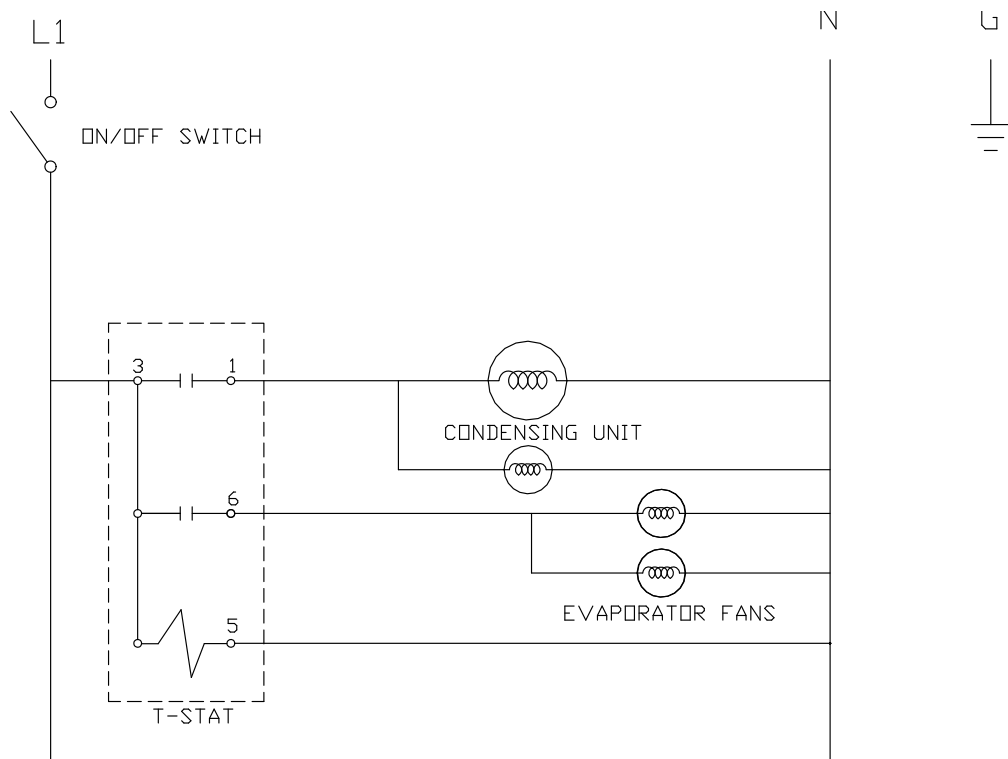 L1
N
G
ON/OFF SWITCH
3
1
CONDENSING UNIT
6
EVAPORATOR FANS
5
T-STAT